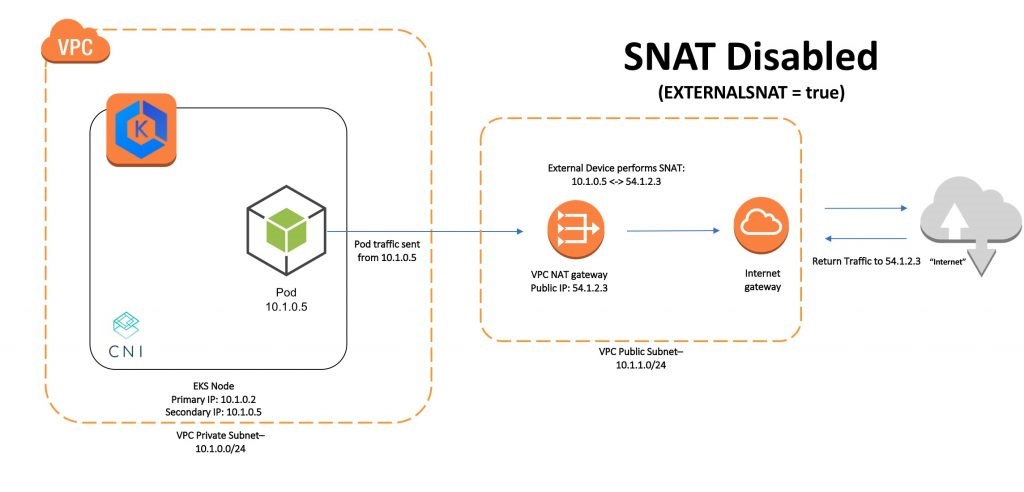 VPC
SNAT Disabled
(EXTERNALSNAT = true)
K
External Device performs SNAT:
10.1.0.5 <-> 54.1.2.3
Pod traffic sent
from 10.1.0.5
Pod
10.1.0.5
VPC NAT gateway
Public IP: 54.1.2.3
Internet
gateway
Return Traffic to 54.1.2.3
"Internet"
CNI
EKS Node
Primary IP: 10.1.0.2
Secondary IP: 10.1.0.5
VPC Private Subnet–
10.1.0.0/24
VPC Public Subnet–
10.1.1.0/24